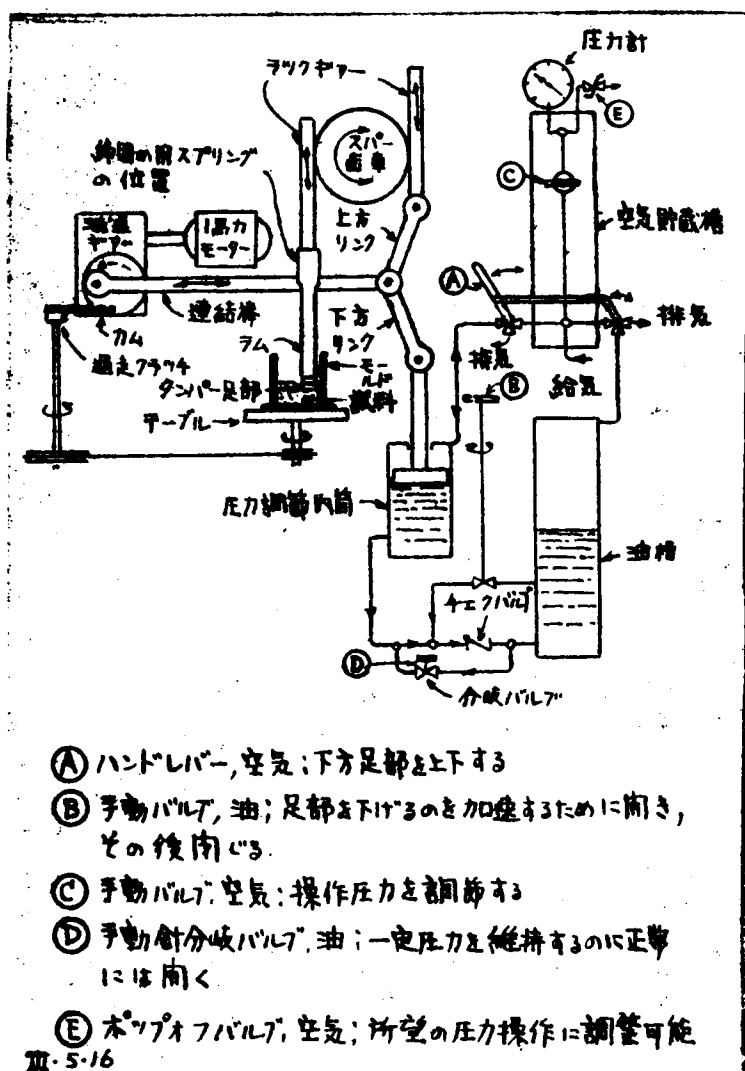 圧力計
ラックギアー
E
スパー
歯車
締固め用スプリング
の位置
C
空気貯蔵槽
減速
ギヤー
1馬力
モーター
上方
リンク
A
連結棒
下方
リンク
カム
ラム
過走クラッチ
モールド
排気
排気
給気
B
タンパー足部
試料
テーブル
圧力調節円筒
油槽
チェクバルブ
D
分岐バルブ
A ハンドレバー,空気;下方足部を上下する
B 手動バルブ,油;足部を下げるのを加速するために開き,
その後閉じる.
C 手動バルブ.空気;操作圧力を調節する
D 手動針分岐バルブ,油;一定圧力を維持するのに正常
には開く
E ポップオフバルブ,空気;所望の圧力操作に調整可能
III・5・16